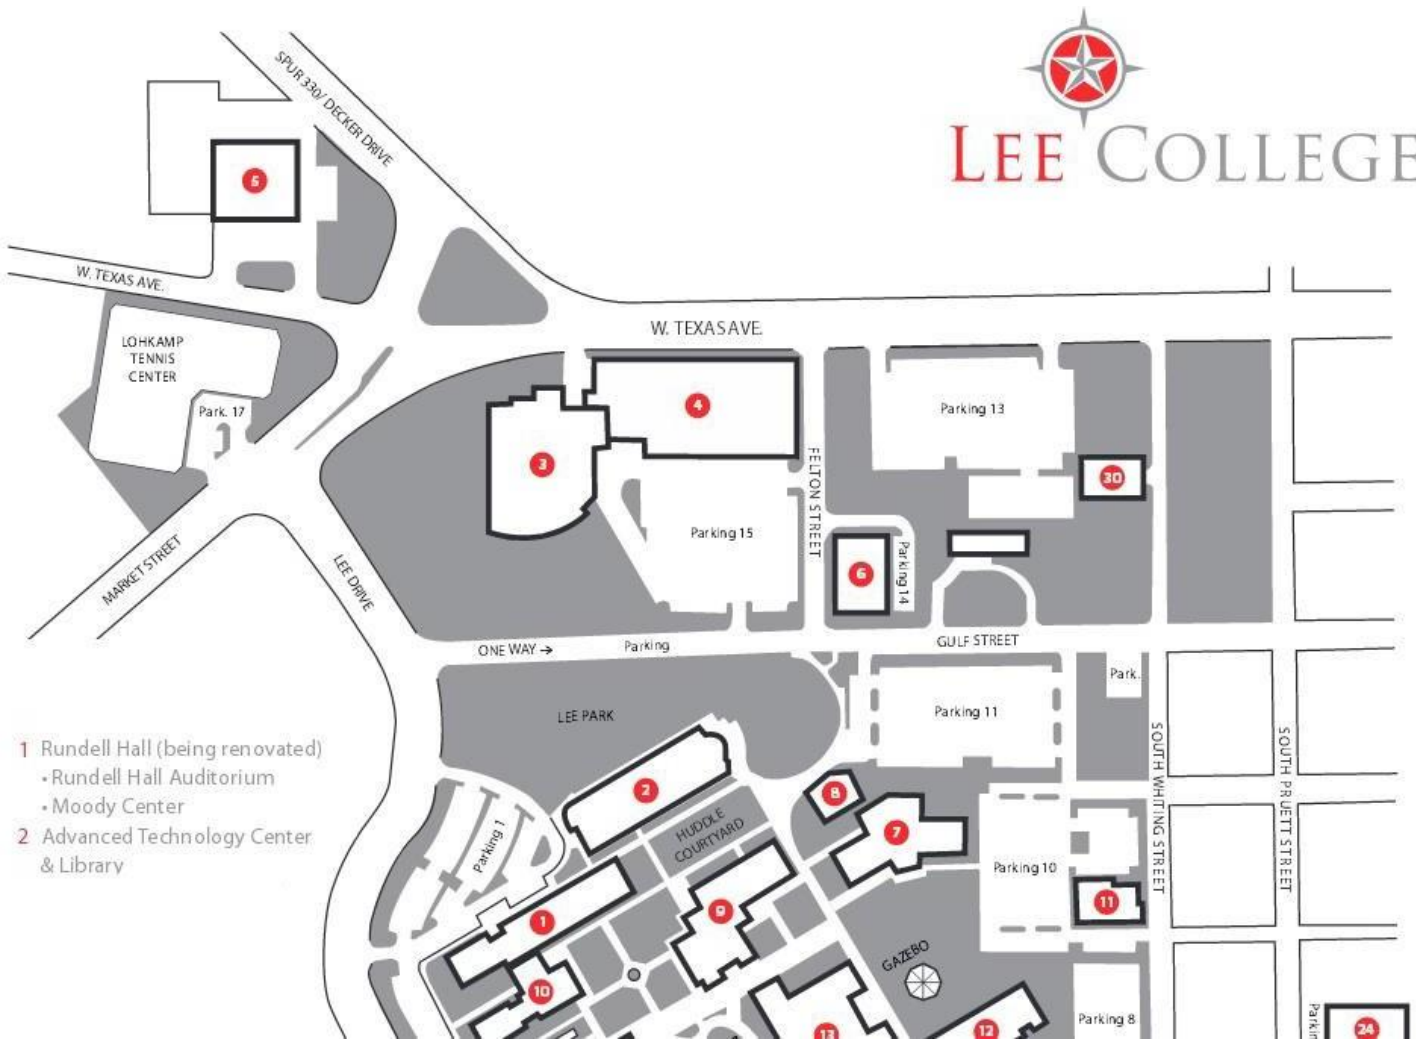 LEE COLLEGE
SPUR 330/ DECKER DRIVE
5
W. TEXAS AVE.
W. TEXAS AVE.
LOHKAMP
TENNIS
CENTER
Park. 17
4
3
Parking 13
30
FELTON STREET
Parking 15
6
Parking 14
MARKET STREET
LEE DRIVE
ONE WAY →
Parking
GULF STREET
Park.
LEE PARK
Parking 11
SOUTH WHITING STREET
SOUTH PRUETT STREET
1 Rundell Hall (being renovated)
• Rundell Hall Auditorium
• Moody Center
2 Advanced Technology Center
& Library
2
8
7
HUDDLE
COURTYARD
Parking 1
Parking 10
11
9
1
GAZEBO
10
13
12
Parking 8
24